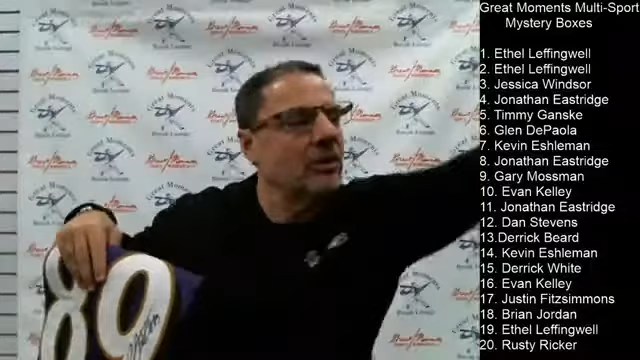 Great Moments Multi-Sport
Mystery Boxes
1. Ethel Leffingwell
2. Ethel Leffingwell
3. Jessica Windsor
4. Jonathan Eastridge
5. Timmy Ganske
6. Glen DePaola
7. Kevin Eshleman
8. Jonathan Eastridge
9. Gary Mossman
10. Evan Kelley
11. Jonathan Eastridge
12. Dan Stevens
13.Derrick Beard
14. Kevin Eshleman
15. Derrick White
16. Evan Kelley
17. Justin Fitzsimmons
18. Brian Jordan
19. Ethel Leffingwell
20. Rusty Ricker
Great Moments
89